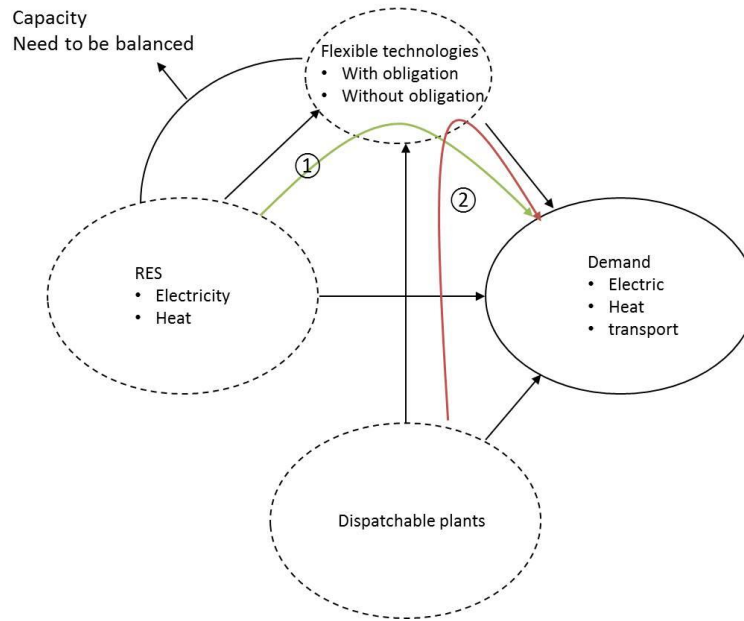 Capacity
Need to be balanced
Flexible technologies
• With obligation
• Without obligation
①
②
RES
• Electricity
• Heat
Demand
• Electric
• Heat
• transport
Dispatchable plants